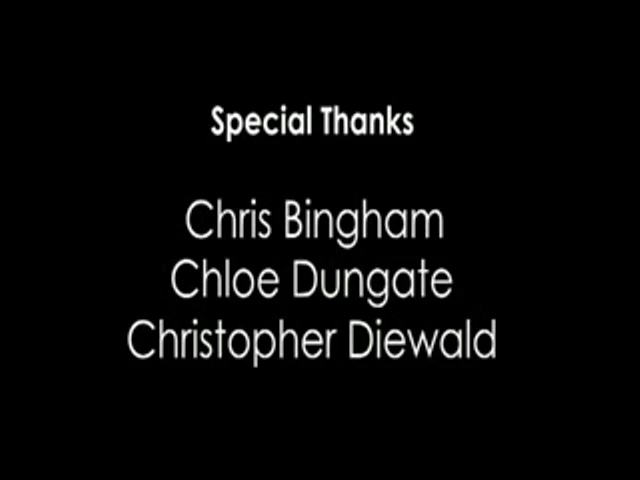 Special Thanks
Chris Bingham
Chloe Dungate
Christopher Diewald